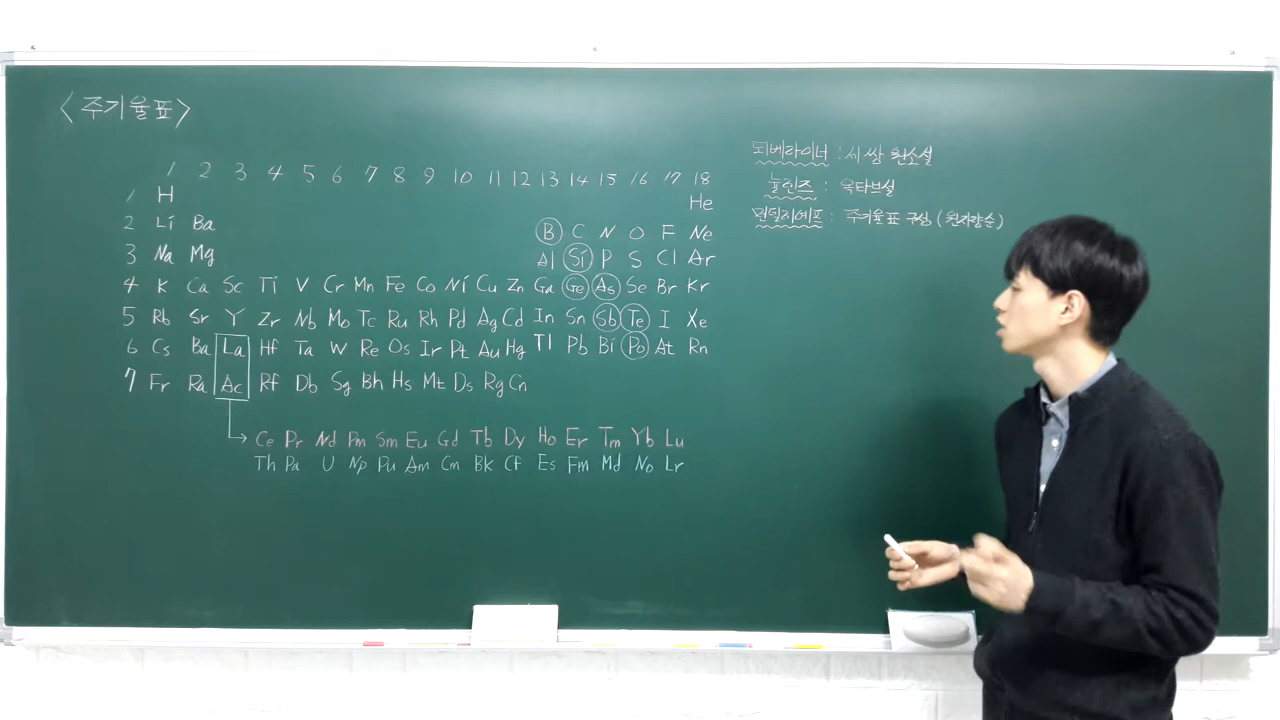 <주기율표>
1 2 3 4 5 6 7 8 9 10 11 12 13 14 15 16 17 18
1 H He
2 Li Ba B C N O F Ne
3 Na Mg Al Si P S Cl Ar
4 K Ca Sc Ti V Cr Mn Fe Co Ni Cu Zn Ga Ge As Se Br Kr
5 Rb Sr Y Zr Nb Mo Tc Ru Rh Pd Ag Cd In Sn Sb Te I Xe
6 Cs Ba La Hf Ta W Re Os Ir Pt Au Hg Tl Pb Bi Po At Rn
7 Fr Ra Ac Rf Db Sg Bh Hs Mt Ds Rg Cn
Ce Pr Nd Pm Sm Eu Gd Tb Dy Ho Er Tm Yb Lu
Th Pa U Np Pu Am Cm Bk Cf Es Fm Md No Lr
되베라이너 : 세 쌍 원소설
뉼린즈 : 옥타브설
멘델레예프 : 주기율표 구상 (원자량순)